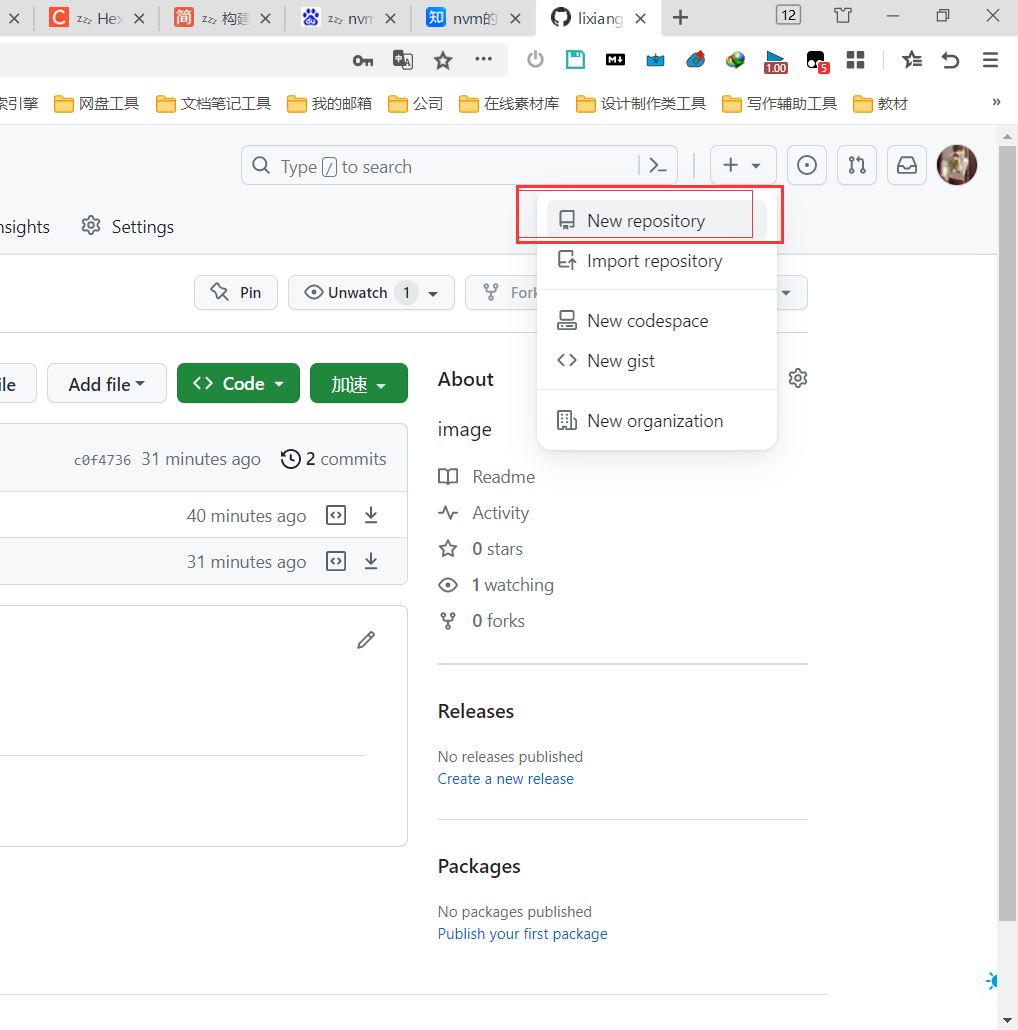 zzz Hex
zzz 构建
zzz nvm
nvm的
lixiang
12
1.00
5
索引擎 网盘工具 文档笔记工具 我的邮箱 公司 在线素材库 设计制作类工具 写作辅助工具 教材 »
Type / to search
nsights Settings
New repository
Import repository
New codespace
New gist
New organization
Pin Unwatch 1 Fork
ile Add file Code 加速
About
image
c0f4736 31 minutes ago 2 commits
40 minutes ago
31 minutes ago
Readme
Activity
0 stars
1 watching
0 forks
Releases
No releases published
Create a new release
Packages
No packages published
Publish your first package